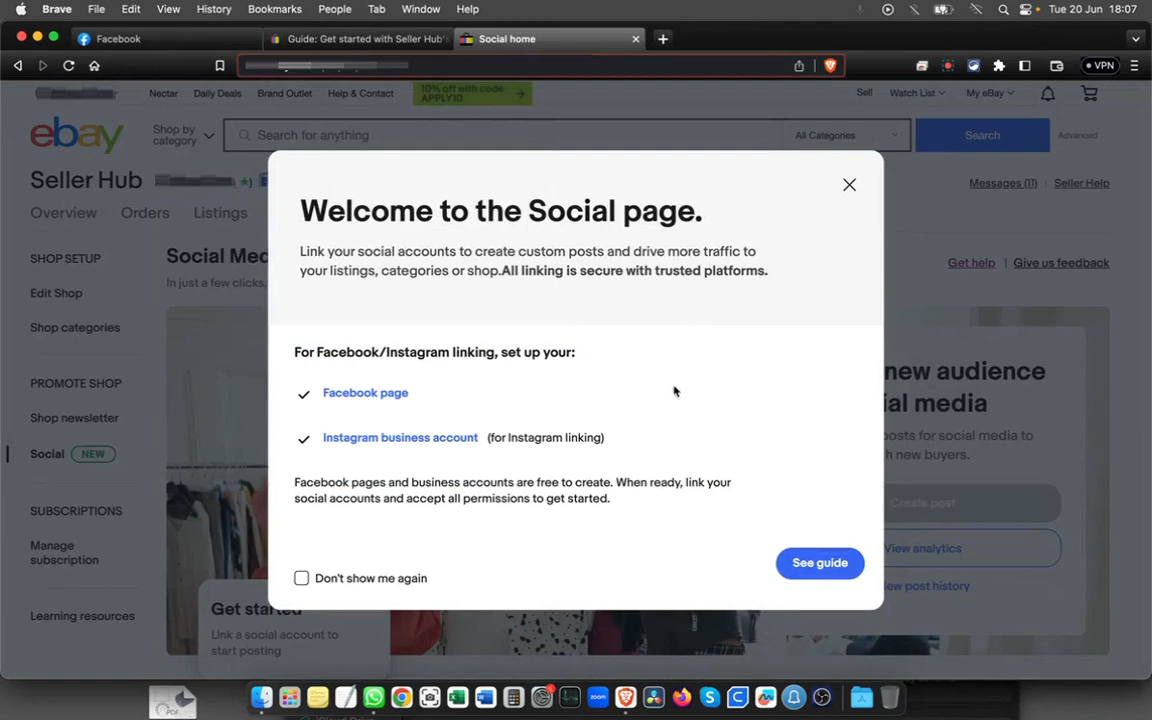 Brave File Edit View History Bookmarks People Tab Window Help Tue 20 Jun 18:07
Facebook Guide: Get started with Seller Hub's Social home
VPN
Nectar Daily Deals Brand Outlet Help & Contact 10% off with code: Sell Watch List My eBay
APPLY10
ebay Shop by category Search for anything All Categories Search Advanced
Seller Hub Messages (11) Seller Help
Overview Orders Listings
SHOP SETUP
Edit Shop
Shop categories
PROMOTE SHOP
Shop newsletter
Social NEW
SUBSCRIPTIONS
Manage
subscription
Learning resources
Social Med
In just a few clicks,
Get help | Give us feedback
Welcome to the Social page.
Link your social accounts to create custom posts and drive more traffic to
your listings, categories or shop.All linking is secure with trusted platforms.
For Facebook/Instagram linking, set up your:
Facebook page
Instagram business account (for Instagram linking)
Facebook pages and business accounts are free to create. When ready, link your
social accounts and accept all permissions to get started.
Don't show me again
See guide
new audience
ial media
posts for social media to
h new buyers.
Create post
View analytics
ew post history
Get started
Link a social account to
start posting
PDF